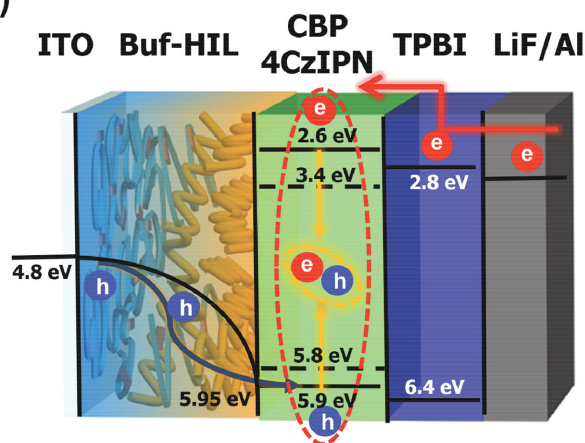 )
ITO Buf-HIL CBP 4CzIPN TPBI LiF/Al
e
2.6 eV
e
e
3.4 eV
2.8 eV
4.8 eV
e
h
h
h
5.8 eV
5.95 eV
5.9 eV
6.4 eV
h